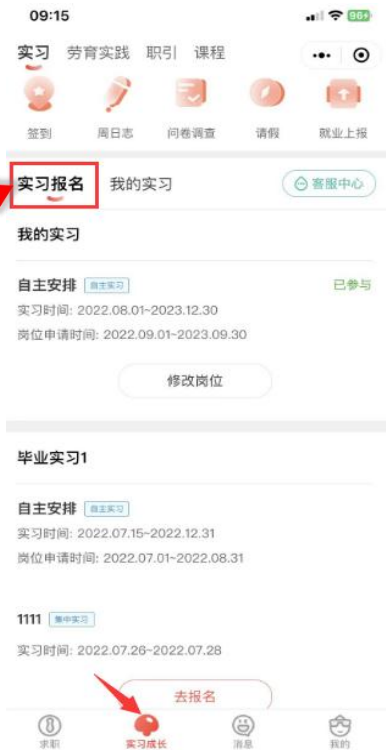 09:15
96
实习 劳育实践 职引 课程
签到 周日志 问卷调查 请假 就业上报
实习报名 我的实习 客服中心
我的实习
自主安排 自主实习 已参与
实习时间: 2022.08.01~2023.12.30
岗位申请时间: 2022.09.01~2023.09.30
修改岗位
毕业实习1
自主安排 自主实习
实习时间: 2022.07.15~2022.12.31
岗位申请时间: 2022.07.01~2022.08.31
1111 集中实习
实习时间: 2022.07.26~2022.07.28
去报名
求职 实习成长 消息 我的